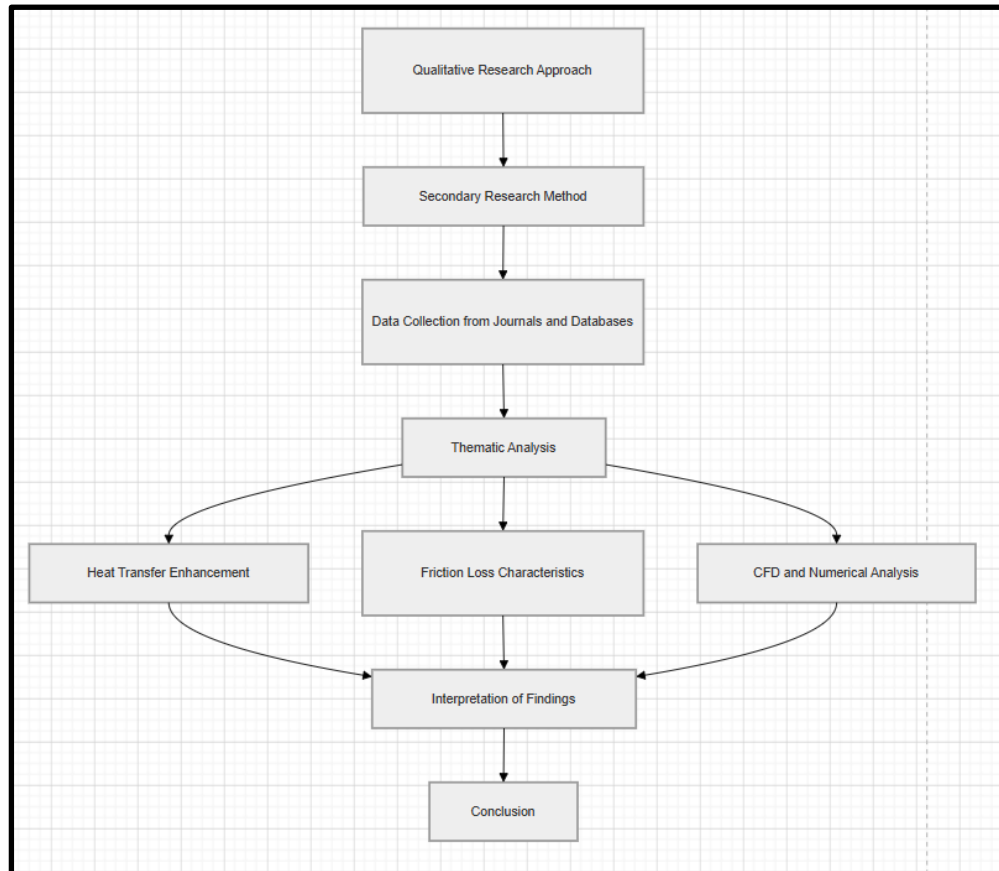 Qualitative Research Approach
Secondary Research Method
Data Collection from Journals and Databases
Thematic Analysis
Heat Transfer Enhancement
Friction Loss Characteristics
CFD and Numerical Analysis
Interpretation of Findings
Conclusion